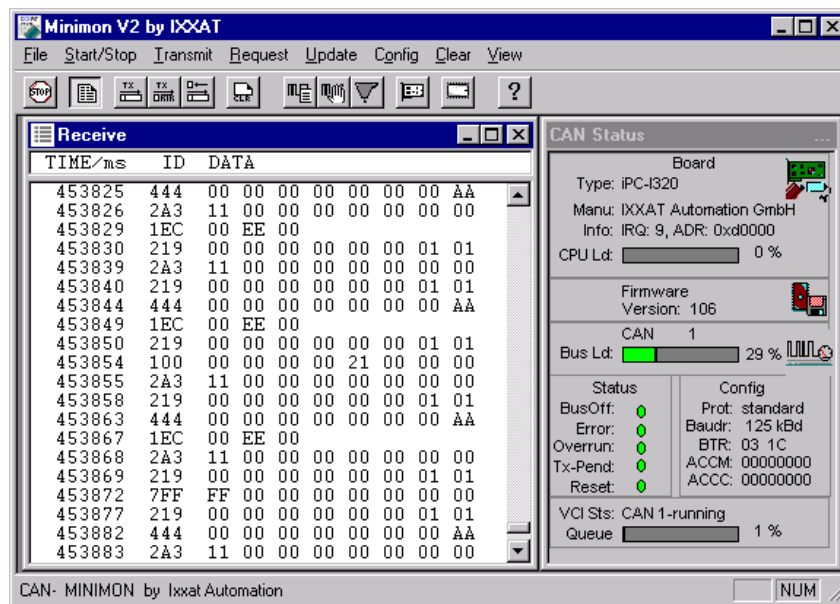 Minimon V2 by IXXAT
File Start/Stop Transmit Request Update Config Clear View
STOP TX TX DRTR CLR ?
Receive
TIME/ms ID DATA
453825 444 00 00 00 00 00 00 00 AA
453826 2A3 11 00 00 00 00 00 00 00
453829 1EC 00 EE 00
453830 219 00 00 00 00 00 00 01 01
453839 2A3 11 00 00 00 00 00 00 00
453840 219 00 00 00 00 00 00 01 01
453844 444 00 00 00 00 00 00 00 AA
453849 1EC 00 EE 00
453850 219 00 00 00 00 00 00 01 01
453854 100 00 00 00 00 21 00 00 00
453855 2A3 11 00 00 00 00 00 00 00
453858 219 00 00 00 00 00 00 01 01
453863 444 00 00 00 00 00 00 00 AA
453867 1EC 00 EE 00
453868 2A3 11 00 00 00 00 00 00 00
453869 219 00 00 00 00 00 00 01 01
453872 7FF FF 00 00 00 00 00 00 00
453877 219 00 00 00 00 00 00 01 01
453882 444 00 00 00 00 00 00 00 AA
453883 2A3 11 00 00 00 00 00 00 00
CAN Status ...
Board
Type: iPC-I320
Manu: IXXAT Automation GmbH
Info: IRQ: 9, ADR: 0xd0000
CPU Ld: 0 %
Firmware
Version: 106
CAN 1
Bus Ld: 29 %
Status
BusOff:
Error:
Overrun:
Tx-Pend:
Reset:
Config
Prot: standard
Baudr: 125 kBd
BTR: 03 1C
ACCM: 00000000
ACCC: 00000000
VCI Sts: CAN 1-running
Queue 1 %
CAN- MINIMON by Ixxat Automation
NUM